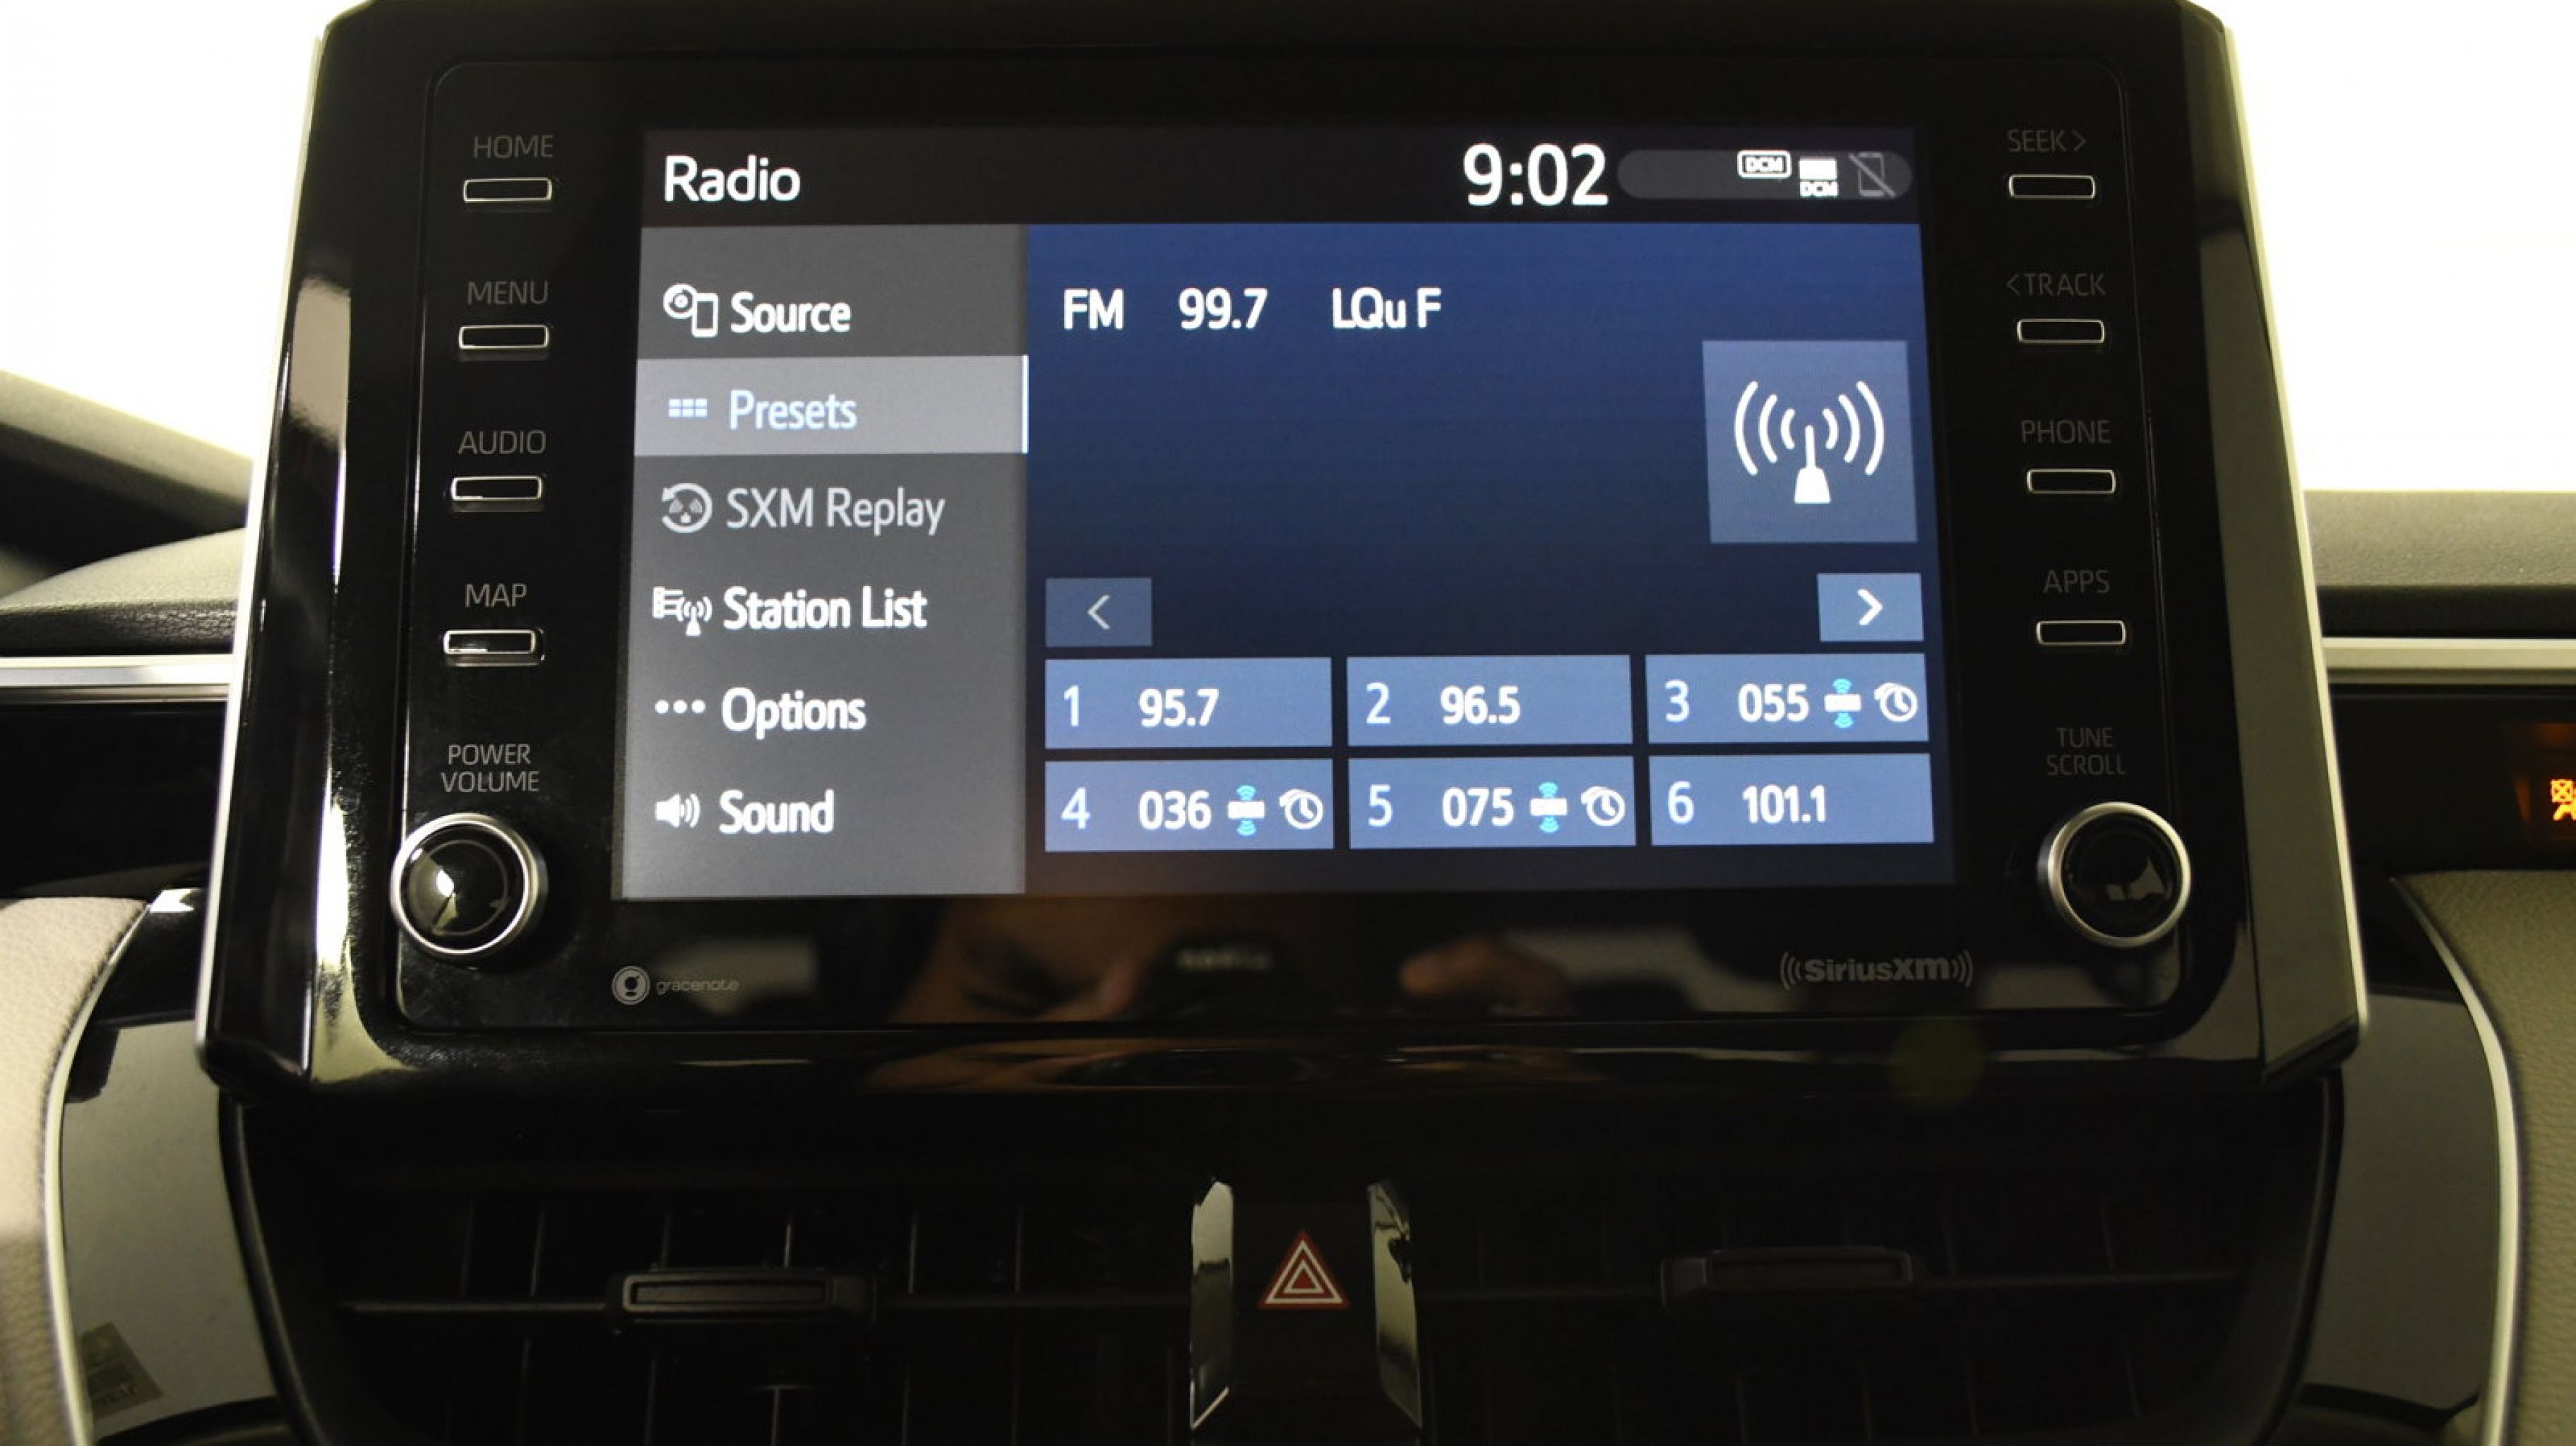 HOME
MENU
AUDIO
MAP
POWER
VOLUME
Radio
9:02
DCM
DCM
Source
Presets
SXM Replay
Station List
Options
Sound
FM 99.7 LQu F
<
>
1 95.7
2 96.5
3 055
4 036
5 075
6 101.1
SEEK >
< TRACK
PHONE
APPS
TUNE
SCROLL
g gracenote
((SiriusXM))